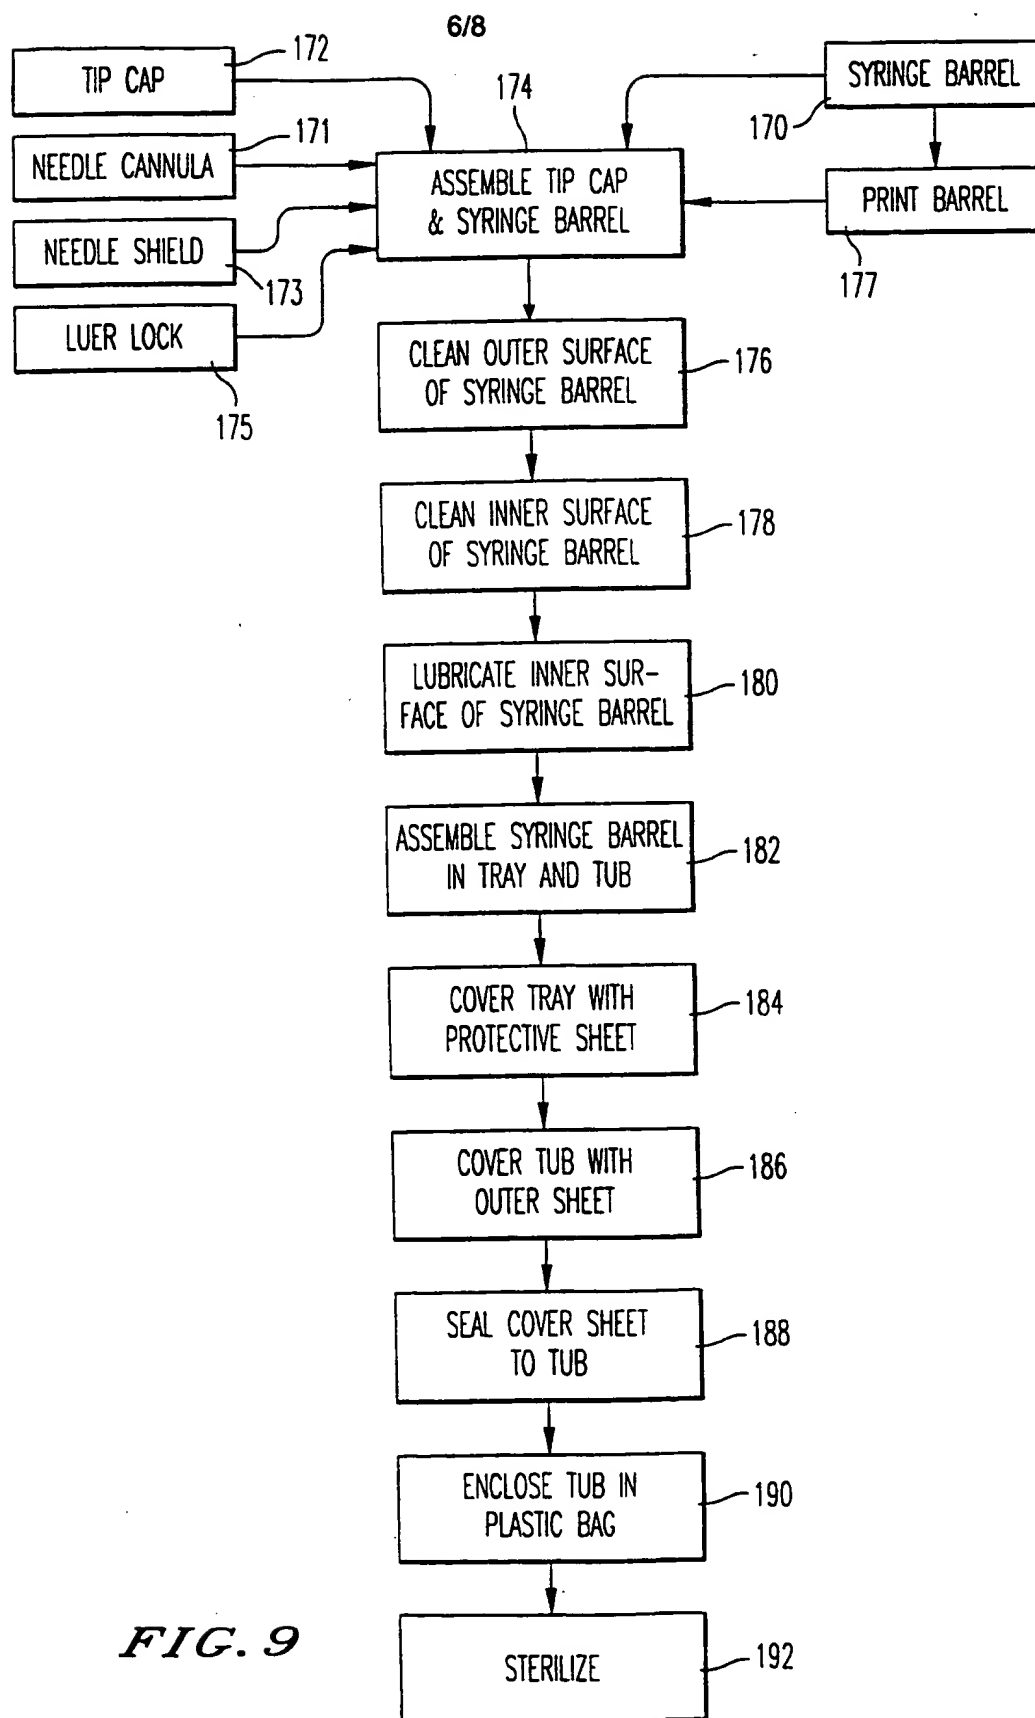 6/8
172
TIP CAP
171
NEEDLE CANNULA
NEEDLE SHIELD
173
LUER LOCK
175
174
ASSEMBLE TIP CAP
& SYRINGE BARREL
SYRINGE BARREL
170
PRINT BARREL
177
CLEAN OUTER SURFACE
OF SYRINGE BARREL
176
CLEAN INNER SURFACE
OF SYRINGE BARREL
178
LUBRICATE INNER SUR-
FACE OF SYRINGE BARREL
180
ASSEMBLE SYRINGE BARREL
IN TRAY AND TUB
182
COVER TRAY WITH
PROTECTIVE SHEET
184
COVER TUB WITH
OUTER SHEET
186
SEAL COVER SHEET
TO TUB
188
ENCLOSE TUB IN
PLASTIC BAG
190
STERILIZE
192
FIG. 9